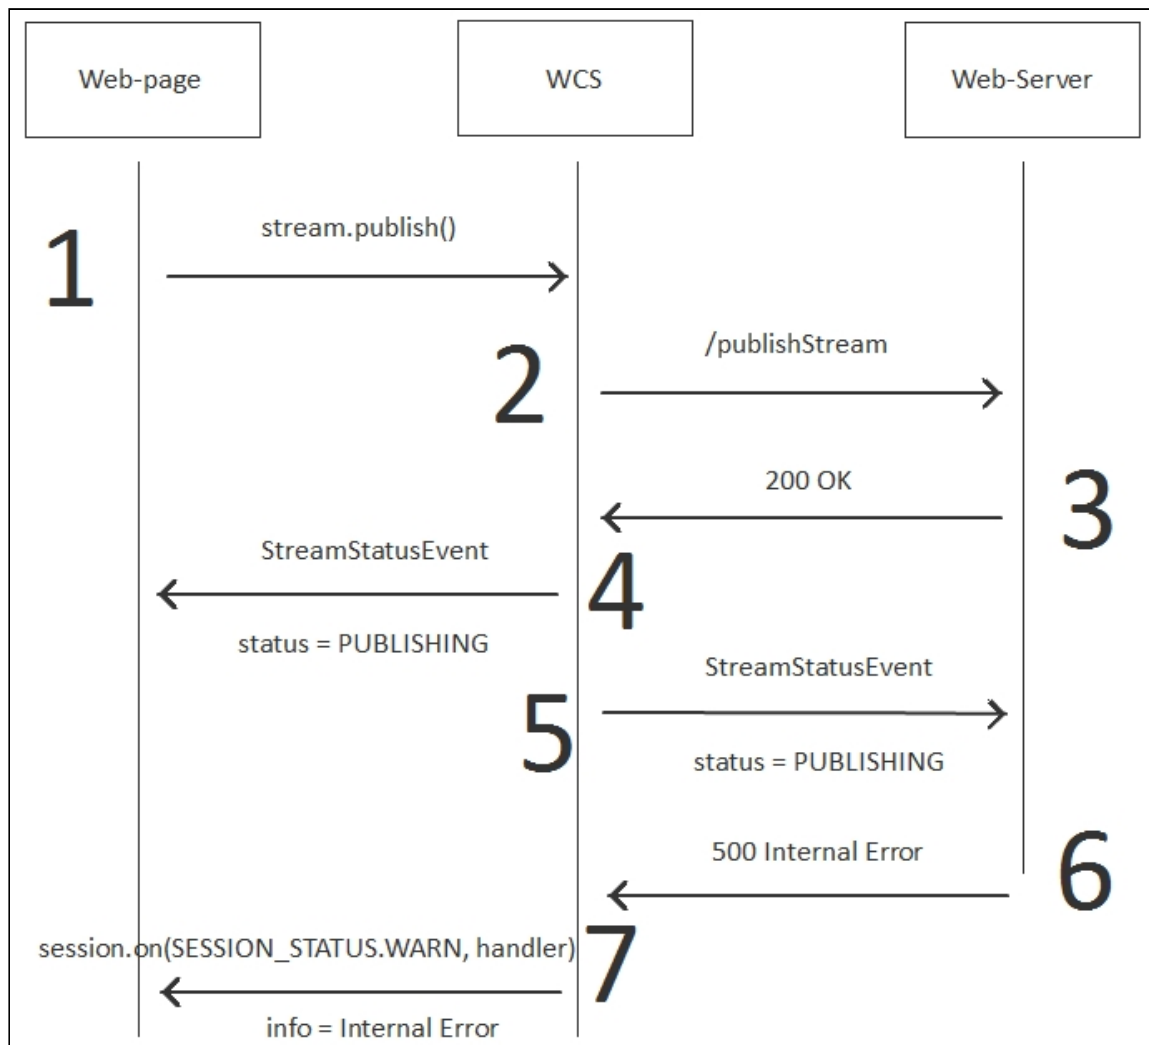 Web-page
WCS
Web-Server
stream.publish()
1
/publishStream
2
200 OK
3
StreamStatusEvent
4
status = PUBLISHING
StreamStatusEvent
5
status = PUBLISHING
500 Internal Error
6
session.on(SESSION_STATUS.WARN, handler)
7
info = Internal Error